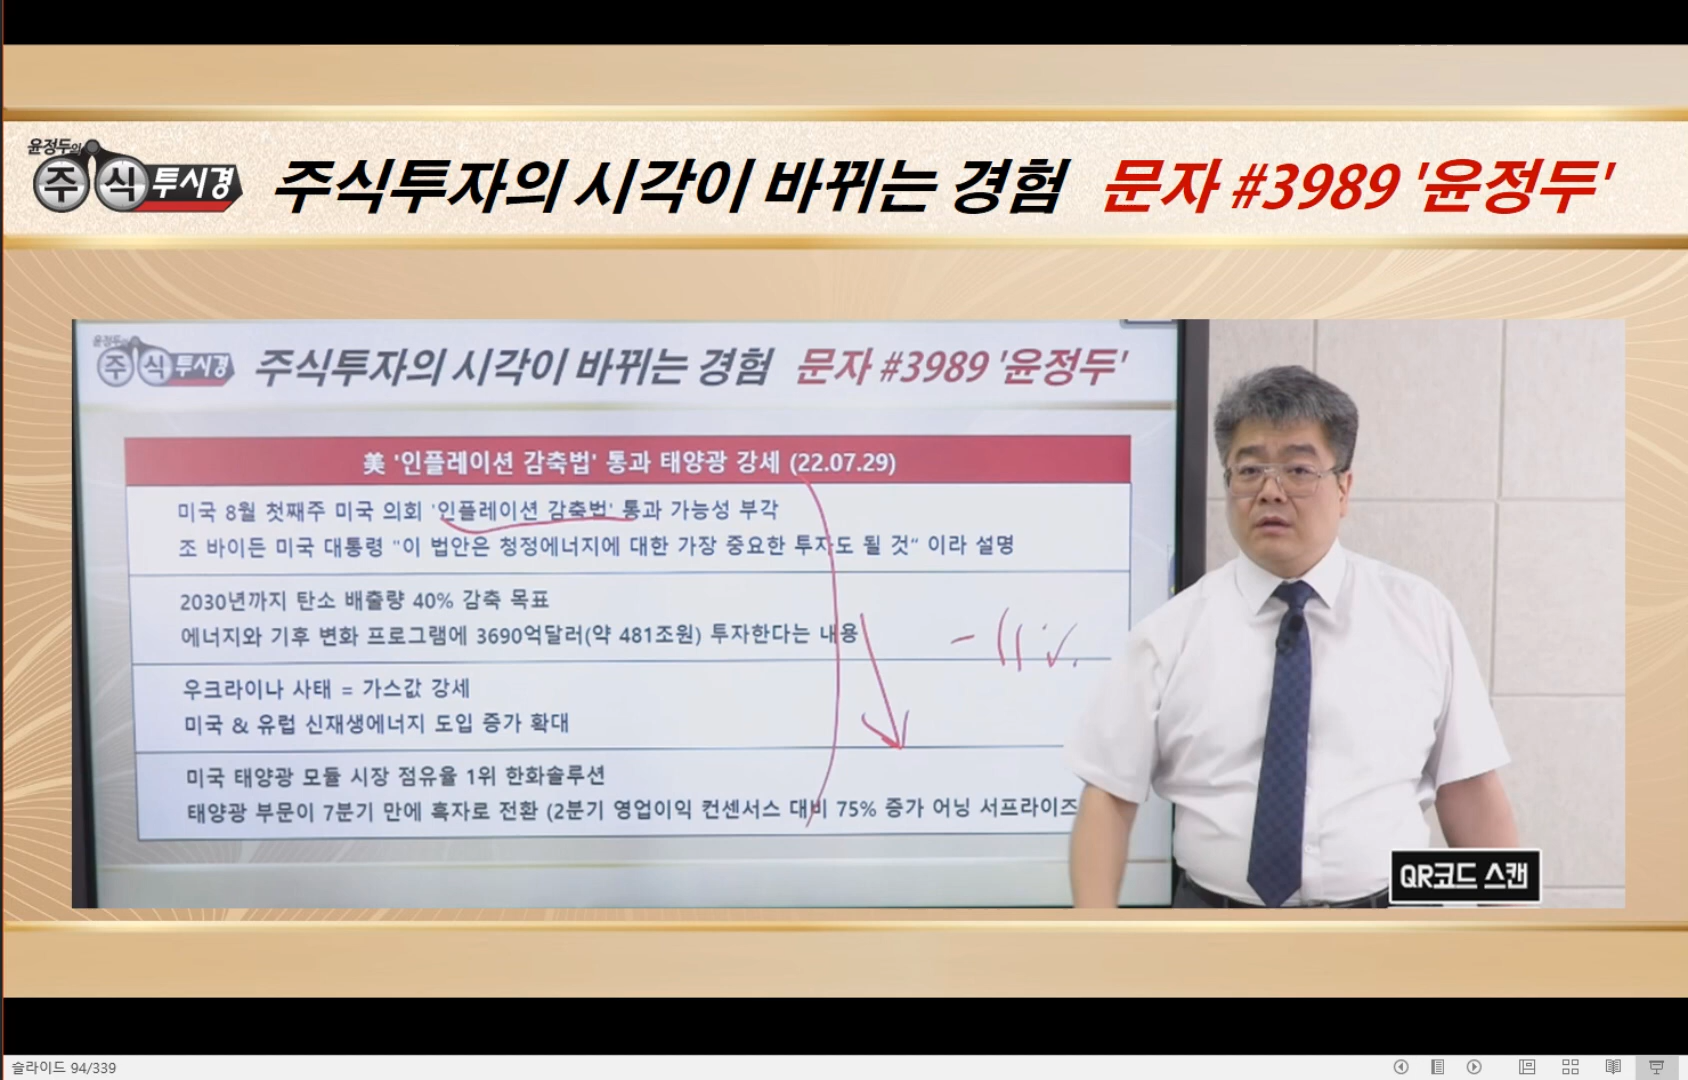 윤정두의
주식투시경
주식투자의 시각이 바뀌는 경험 문자 #3989 '윤정두'
윤정두의
주식투시경
주식투자의 시각이 바뀌는 경험 문자 #3989 '윤정두'
美 '인플레이션 감축법' 통과 태양광 강세 (22.07.29)
미국 8월 첫째주 미국 의회 '인플레이션 감축법' 통과 가능성 부각
조 바이든 미국 대통령 "이 법안은 청정에너지에 대한 가장 중요한 투자도 될 것" 이라 설명
2030년까지 탄소 배출량 40% 감축 목표
에너지와 기후 변화 프로그램에 3690억달러(약 481조원) 투자한다는 내용
우크라이나 사태 = 가스값 강세
미국 & 유럽 신재생에너지 도입 증가 확대
미국 태양광 모듈 시장 점유율 1위 한화솔루션
태양광 부문이 7분기 만에 흑자로 전환 (2분기 영업이익 컨센서스 대비 75% 증가 어닝 서프라이즈
QR코드 스캔
슬라이드 94/339